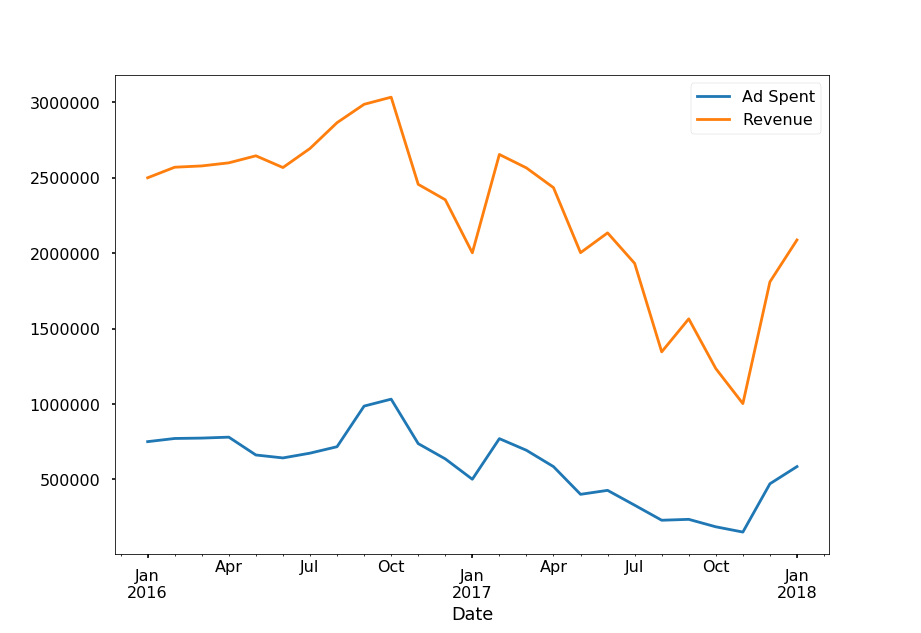 3000000
2500000
2000000
1500000
1000000
500000
Ad Spent
Revenue
Jan
2016
Apr
Jul
Oct
Jan
2017
Apr
Jul
Oct
Jan
2018
Date